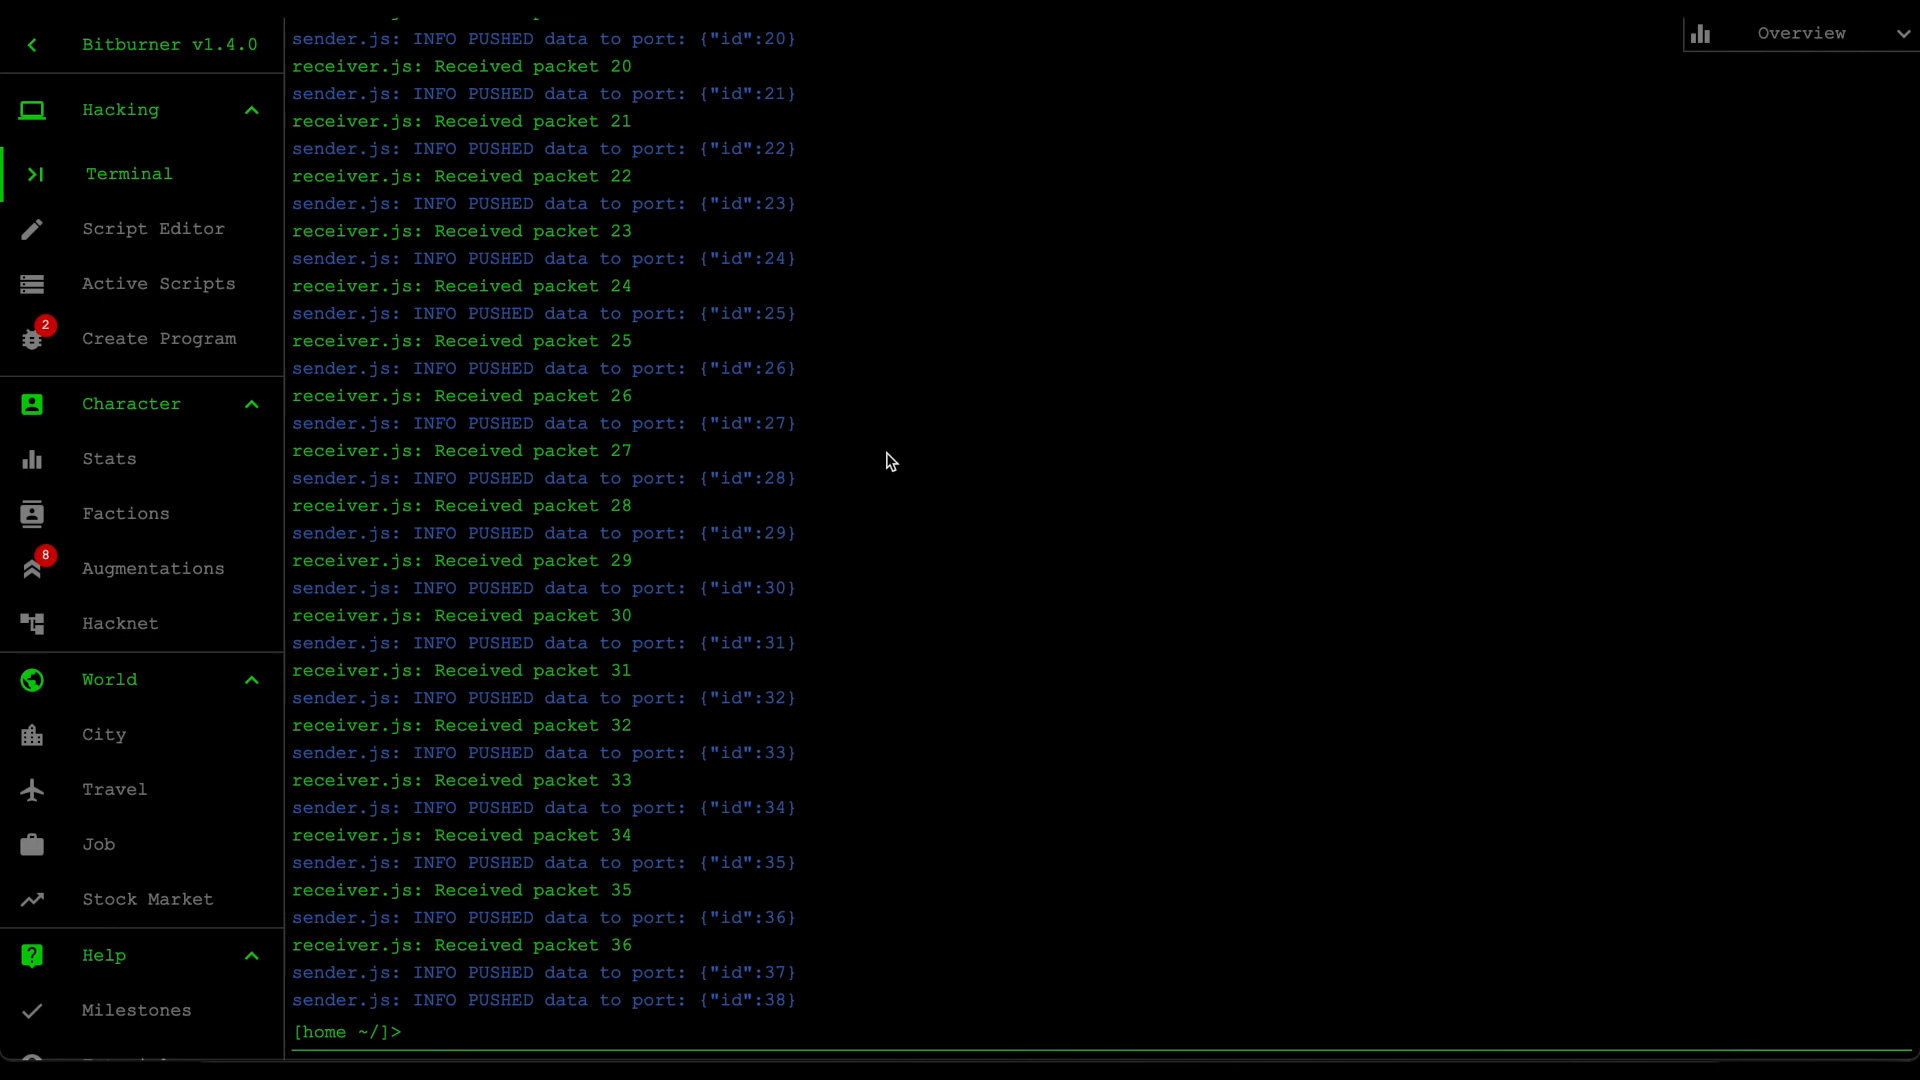 Bitburner v1.4.0
Hacking
Terminal
Script Editor
Active Scripts
2
Create Program
Character
Stats
Factions
8
Augmentations
Hacknet
World
City
Travel
Job
Stock Market
Help
Milestones
sender.js: INFO PUSHED data to port: {"id":20}
receiver.js: Received packet 20
sender.js: INFO PUSHED data to port: {"id":21}
receiver.js: Received packet 21
sender.js: INFO PUSHED data to port: {"id":22}
receiver.js: Received packet 22
sender.js: INFO PUSHED data to port: {"id":23}
receiver.js: Received packet 23
sender.js: INFO PUSHED data to port: {"id":24}
receiver.js: Received packet 24
sender.js: INFO PUSHED data to port: {"id":25}
receiver.js: Received packet 25
sender.js: INFO PUSHED data to port: {"id":26}
receiver.js: Received packet 26
sender.js: INFO PUSHED data to port: {"id":27}
receiver.js: Received packet 27
sender.js: INFO PUSHED data to port: {"id":28}
receiver.js: Received packet 28
sender.js: INFO PUSHED data to port: {"id":29}
receiver.js: Received packet 29
sender.js: INFO PUSHED data to port: {"id":30}
receiver.js: Received packet 30
sender.js: INFO PUSHED data to port: {"id":31}
receiver.js: Received packet 31
sender.js: INFO PUSHED data to port: {"id":32}
receiver.js: Received packet 32
sender.js: INFO PUSHED data to port: {"id":33}
receiver.js: Received packet 33
sender.js: INFO PUSHED data to port: {"id":34}
receiver.js: Received packet 34
sender.js: INFO PUSHED data to port: {"id":35}
receiver.js: Received packet 35
sender.js: INFO PUSHED data to port: {"id":36}
receiver.js: Received packet 36
sender.js: INFO PUSHED data to port: {"id":37}
sender.js: INFO PUSHED data to port: {"id":38}
[home ~/]>
Overview